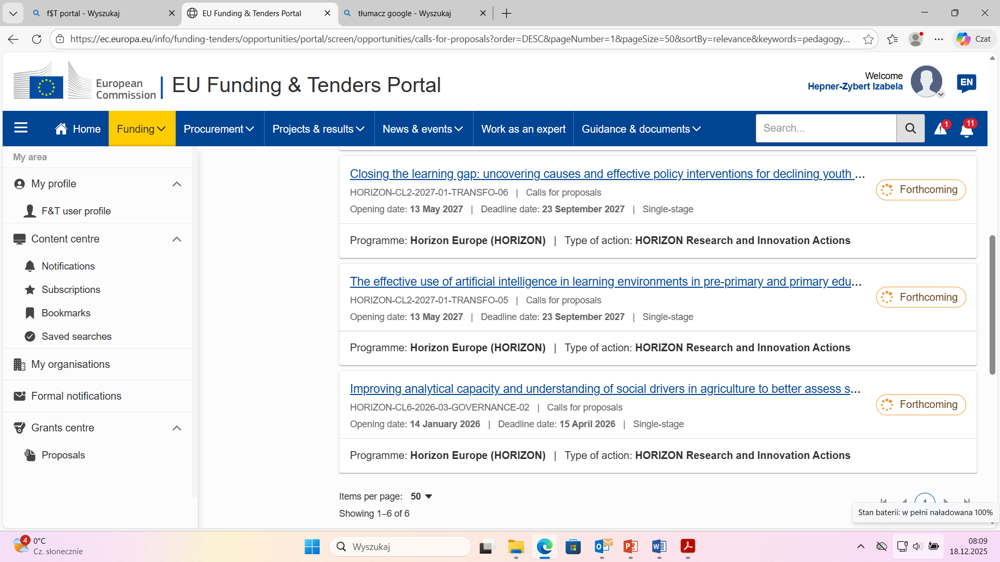 f$T portal - Wyszukaj
EU Funding & Tenders Portal
tłumacz google - Wyszukaj
https://ec.europa.eu/info/funding-tenders/opportunities/portal/screen/opportunities/calls-for-proposals?order=DESC&pageNumber=1&pageSize=50&sortBy=relevance&keywords=pedagogy...
Czat
European
Commission
EU Funding & Tenders Portal
Welcome
Hepner-Zybert Izabela
EN
Home
Funding
Procurement
Projects & results
News & events
Work as an expert
Guidance & documents
Search...
1
11
My area
My profile
F&T user profile
Content centre
Notifications
Subscriptions
Bookmarks
Saved searches
My organisations
Formal notifications
Grants centre
Proposals
Closing the learning gap: uncovering causes and effective policy interventions for declining youth ...
HORIZON-CL2-2027-01-TRANSFO-06 | Calls for proposals
Opening date: 13 May 2027 | Deadline date: 23 September 2027 | Single-stage
Forthcoming
Programme: Horizon Europe (HORIZON) | Type of action: HORIZON Research and Innovation Actions
The effective use of artificial intelligence in learning environments in pre-primary and primary edu...
HORIZON-CL2-2027-01-TRANSFO-05 | Calls for proposals
Opening date: 13 May 2027 | Deadline date: 23 September 2027 | Single-stage
Forthcoming
Programme: Horizon Europe (HORIZON) | Type of action: HORIZON Research and Innovation Actions
Improving analytical capacity and understanding of social drivers in agriculture to better assess s...
HORIZON-CL6-2026-03-GOVERNANCE-02 | Calls for proposals
Opening date: 14 January 2026 | Deadline date: 15 April 2026 | Single-stage
Forthcoming
Programme: Horizon Europe (HORIZON) | Type of action: HORIZON Research and Innovation Actions
Items per page: 50
Showing 1–6 of 6
1
Stan baterii: w pełni naładowana 100%
4
0°C
Cz. słonecznie
Wyszukaj
08:09
18.12.2025